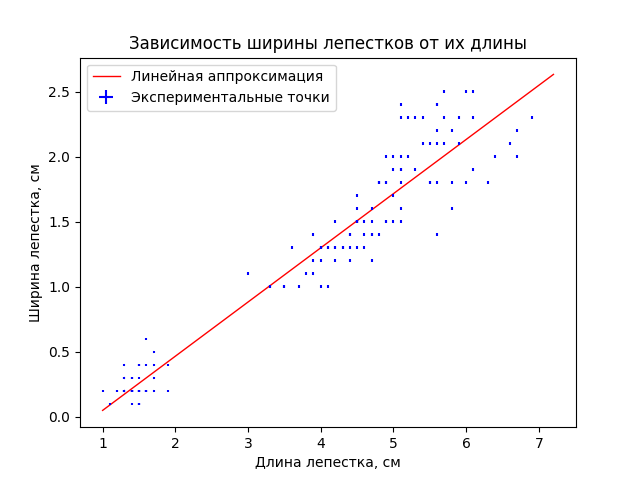 Зависимость ширины лепестков от их длины
Линейная аппроксимация
Экспериментальные точки
Ширина лепестка, см
2.5
2.0
1.5
1.0
0.5
0.0
1 2 3 4 5 6 7
Длина лепестка, см